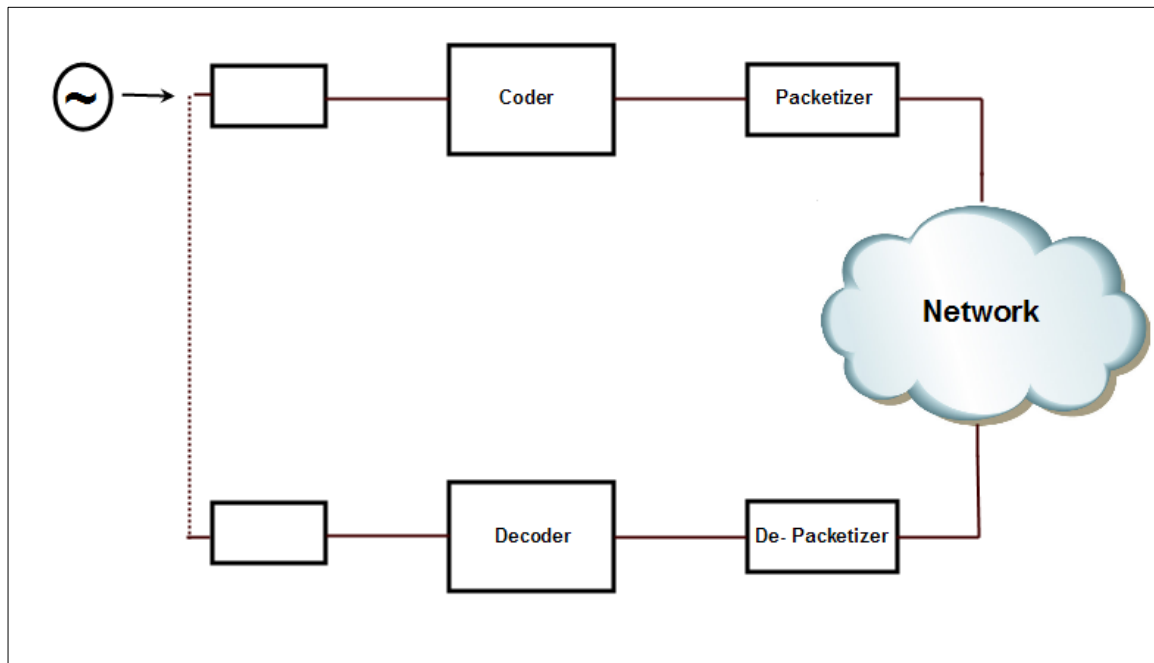 ~
Coder
Packetizer
Network
Decoder
De- Packetizer